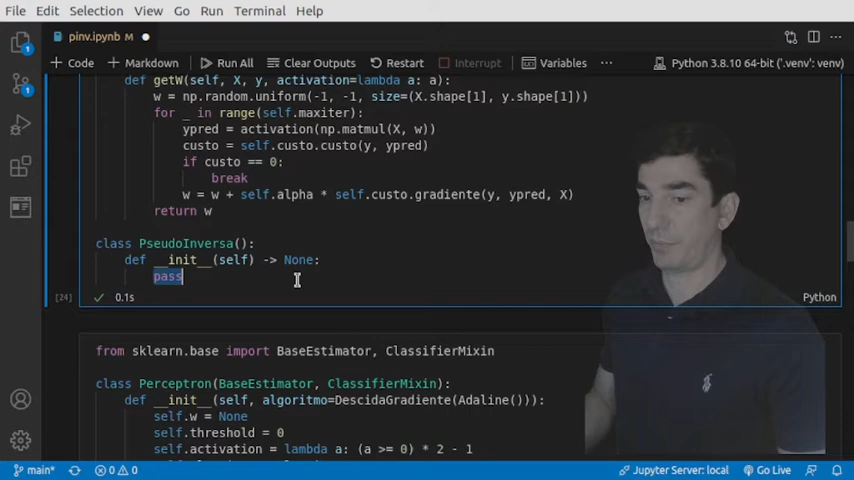 File Edit Selection View Go Run Terminal Help
pinv.ipynb M
+ Code + Markdown Run All Clear Outputs Restart Interrupt Variables ··· Python 3.8.10 64-bit ('.venv': venv)
def getW(self, X, y, activation=lambda a: a):
w = np.random.uniform(-1, -1, size=(X.shape[1], y.shape[1]))
for _ in range(self.maxiter):
ypred = activation(np.matmul(X, w))
custo = self.custo.custo(y, ypred)
if custo == 0:
break
w = w + self.alpha * self.custo.gradiente(y, ypred, X)
return w
class PseudoInversa():
def __init__(self) -> None:
pass
[24] 0.1s Python
from sklearn.base import BaseEstimator, ClassifierMixin
class Perceptron(BaseEstimator, ClassifierMixin):
def __init__(self, algoritmo=DescidaGradiente(Adaline())):
self.w = None
self.threshold = 0
self.activation = lambda a: (a >= 0) * 2 - 1
main* 0 0 Jupyter Server: local Go Live Prettier